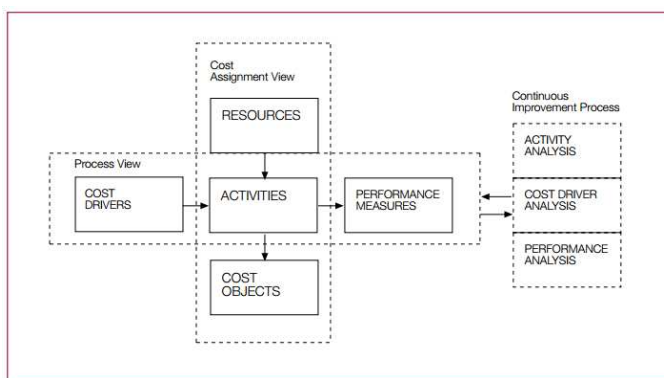 Cost
Assignment View
RESOURCES
Continuous
Improvement Process
ACTIVITY
ANALYSIS
Process View
COST
DRIVERS
ACTIVITIES
PERFORMANCE
MEASURES
COST DRIVER
ANALYSIS
COST
OBJECTS
PERFORMANCE
ANALYSIS